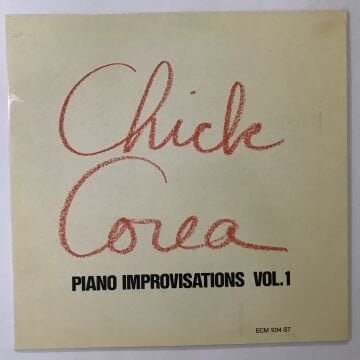 Chick
Corea
PIANO IMPROVISATIONS VOL.1
ECM 1014 ST